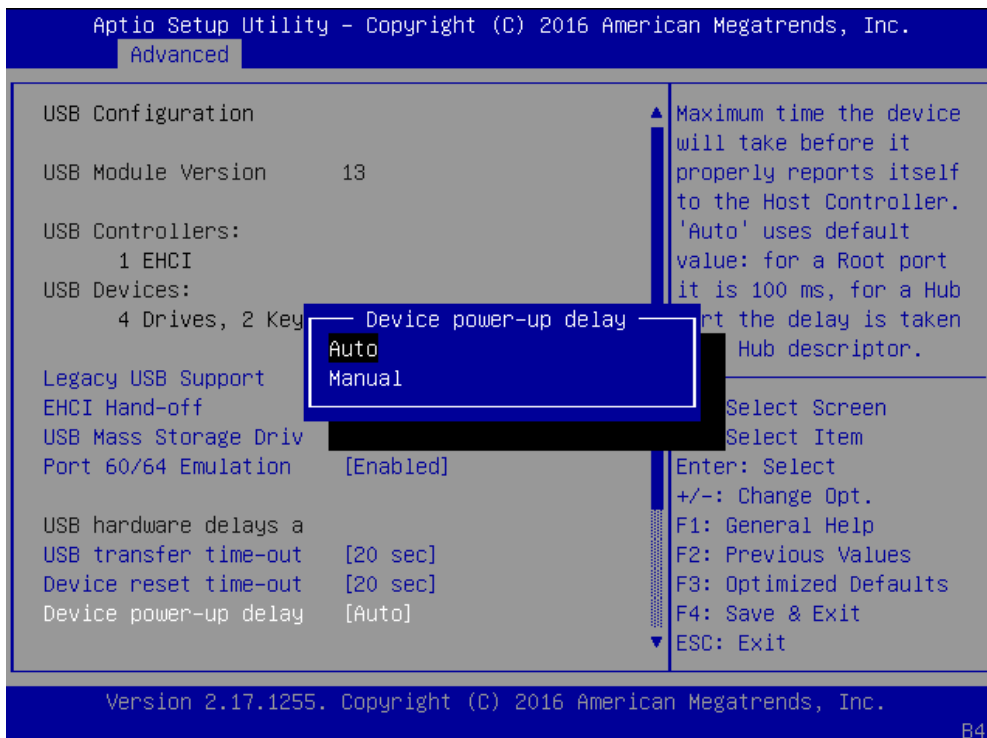 Aptio Setup Utility – Copyright (C) 2016 American Megatrends, Inc.
Advanced
USB Configuration
USB Module Version 13
USB Controllers:
1 EHCI
USB Devices:
4 Drives, 2 Key
Legacy USB Support
EHCI Hand-off
USB Mass Storage Driv
Port 60/64 Emulation [Enabled]
USB hardware delays a
USB transfer time-out [20 sec]
Device reset time-out [20 sec]
Device power-up delay [Auto]
Device power-up delay
Auto
Manual
Maximum time the device
will take before it
properly reports itself
to the Host Controller.
'Auto' uses default
value: for a Root port
it is 100 ms, for a Hub
rt the delay is taken
Hub descriptor.
Select Screen
Select Item
Enter: Select
+/-: Change Opt.
F1: General Help
F2: Previous Values
F3: Optimized Defaults
F4: Save & Exit
ESC: Exit
Version 2.17.1255. Copyright (C) 2016 American Megatrends, Inc.
B4